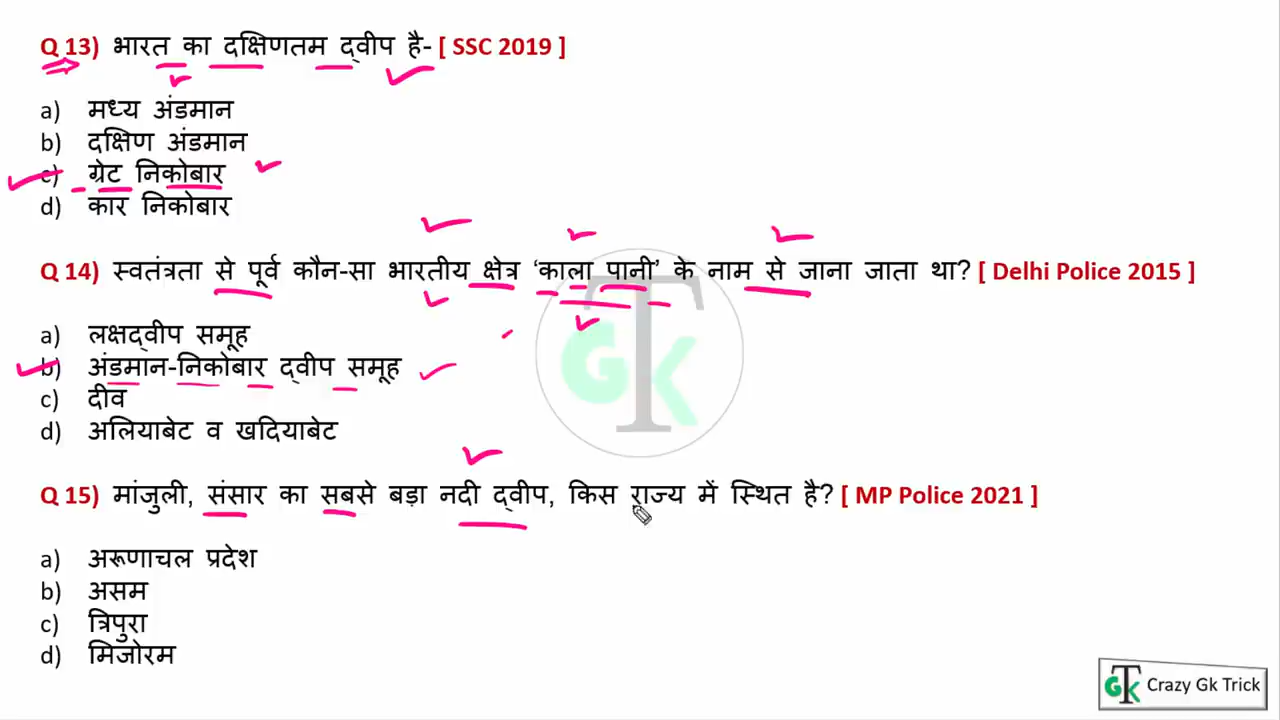 Q 13) भारत का दक्षिणतम द्वीप है- [ SSC 2019 ]
a) मध्य अंडमान
b) दक्षिण अंडमान
c) ग्रेट निकोबार
d) कार निकोबार
Q 14) स्वतंत्रता से पूर्व कौन-सा भारतीय क्षेत्र ‘काला पानी’ के नाम से जाना जाता था? [ Delhi Police 2015 ]
a) लक्षद्वीप समूह
b) अंडमान-निकोबार द्वीप समूह
c) दीव
d) अलियाबेट व खदियाबेट
Q 15) मांजुली, संसार का सबसे बड़ा नदी द्वीप, किस राज्य में स्थित है? [ MP Police 2021 ]
a) अरूणाचल प्रदेश
b) असम
c) त्रिपुरा
d) मिजोरम
GTK
GTK Crazy Gk Trick